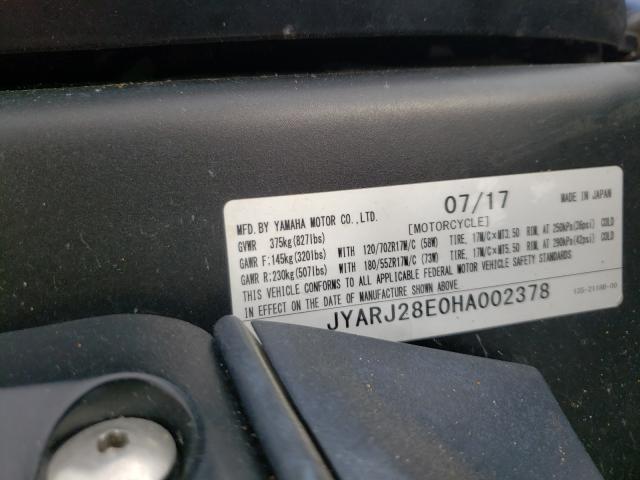 07/17 MADE IN JAPAN
MFD. BY YAMAHA MOTOR CO.,LTD. [MOTORCYCLE]
GVWR 375kg(827lbs)
GAWR F:145kg(320lbs) WITH 120/70ZR17M/C (58W) TIRE, 17M/C×MT3.50 RIM, AT 250kPa(36psi) COLD
GAWR R:230kg(507lbs) WITH 180/55ZR17M/C (73W) TIRE, 17M/C×MT5.50 RIM, AT 290kPa(42psi) COLD
THIS VEHICLE CONFORMS TO ALL APPLICABLE FEDERAL MOTOR VEHICLE SAFETY STANDARDS
IN EFFECT ON THE DATE OF MANUFACTURE SHOWN ABOVE.
JYARJ28E0HA002378